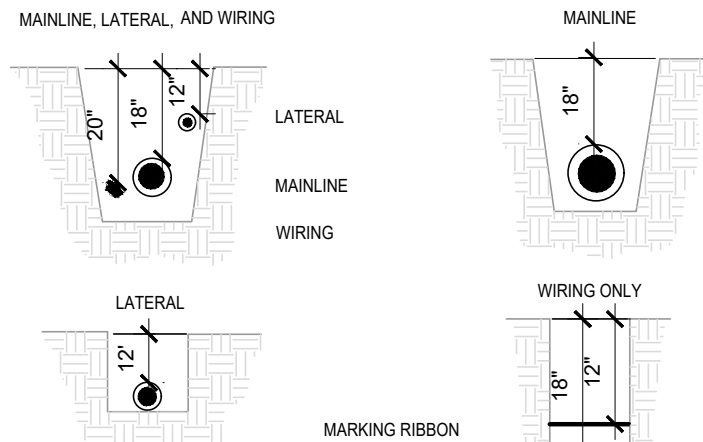 MAINLINE, LATERAL, AND WIRING
20"
18"
12"
LATERAL
MAINLINE
WIRING
MAINLINE
18"
LATERAL
12'
WIRING ONLY
18"
12"
MARKING RIBBON